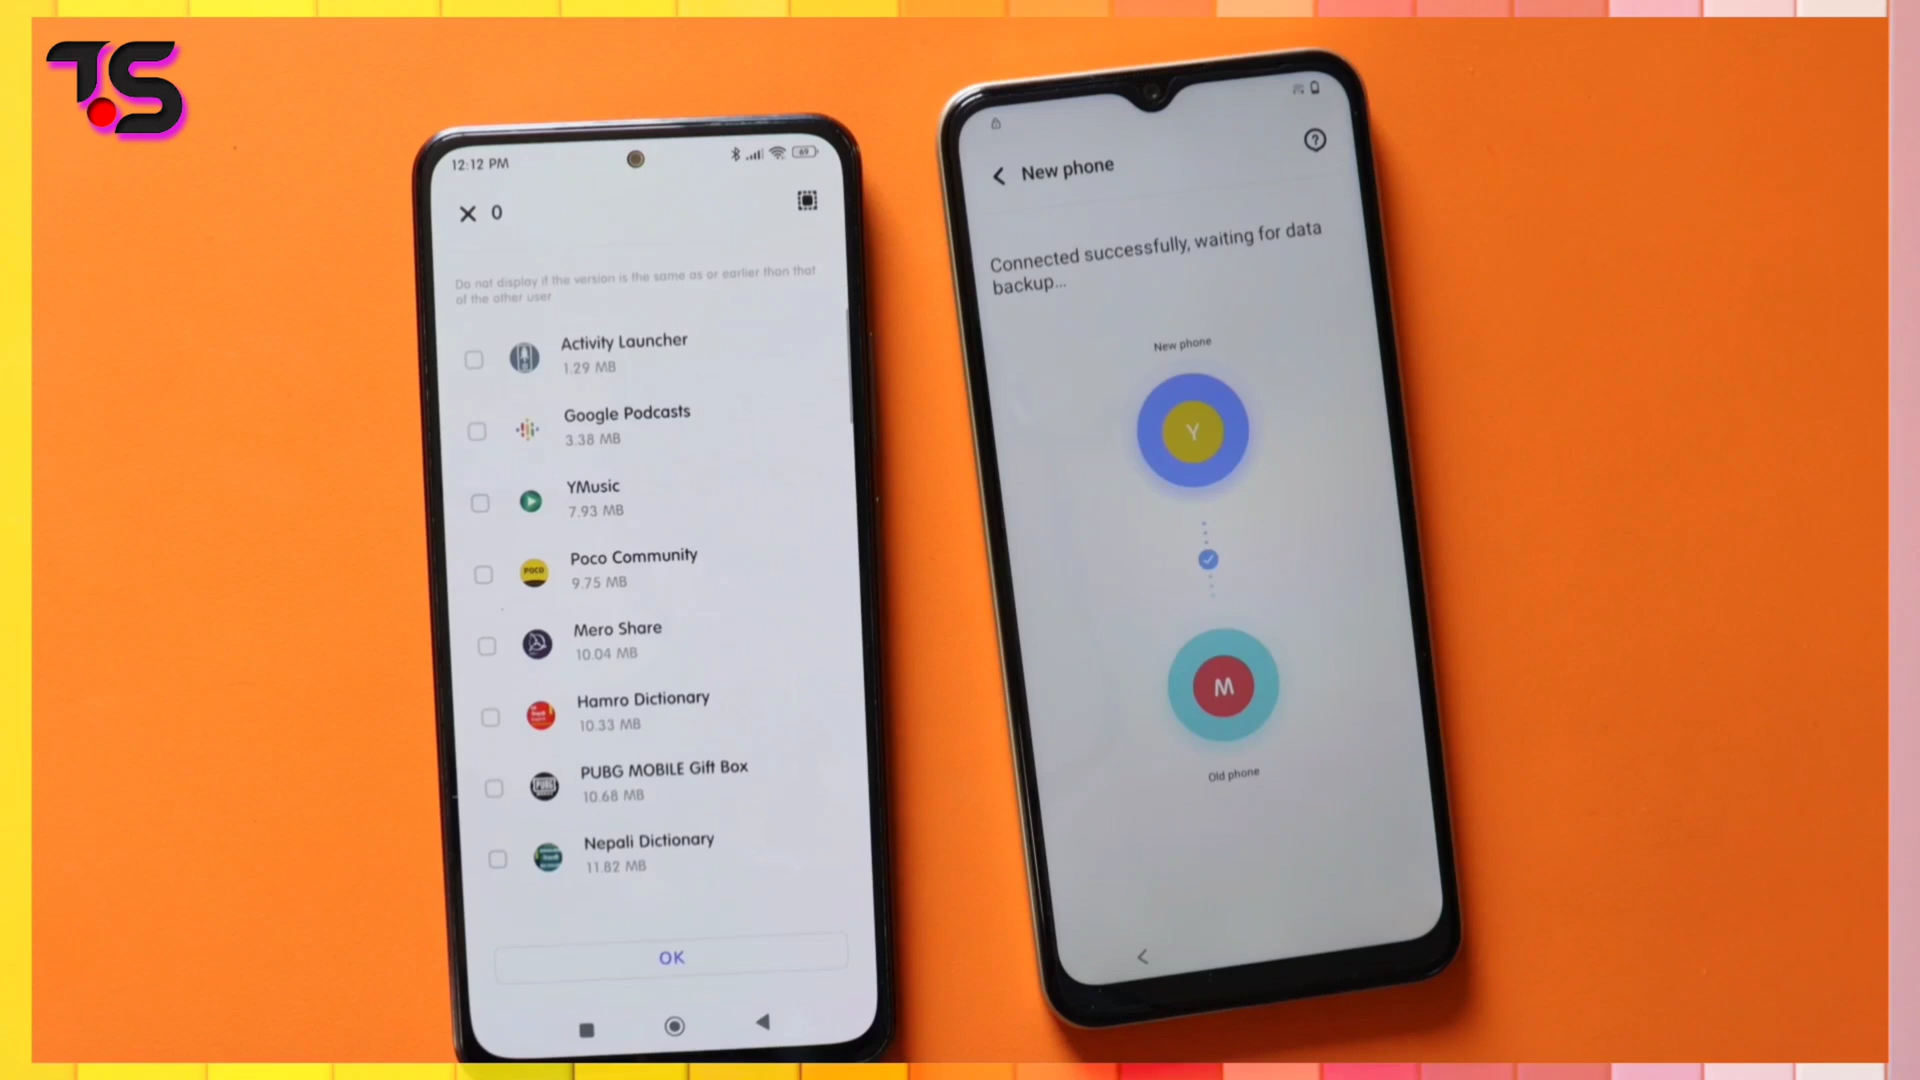 T.S
12:12 PM
69
0
Do not display if the version is the same as or earlier than that
of the other user
Activity Launcher
1.29 MB
Google Podcasts
3.38 MB
YMusic
7.93 MB
POCO
Poco Community
9.75 MB
Mero Share
10.04 MB
Hamro Dictionary
10.33 MB
PUBG
PUBG MOBILE Gift Box
10.68 MB
Nepali Dictionary
11.82 MB
OK
?
New phone
Connected successfully, waiting for data
backup...
New phone
Y
M
Old phone